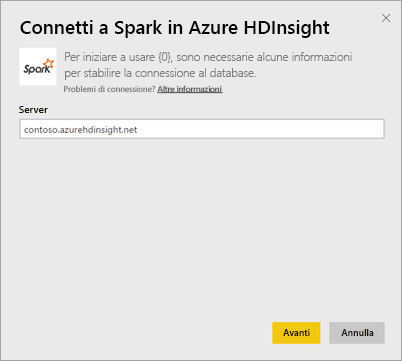 Connetti a Spark in Azure HDInsight
Spark
Per iniziare a usare {0}, sono necessarie alcune informazioni
per stabilire la connessione al database.
Problemi di connessione? Altre informazioni
Server
contoso.azurehdinsight.net
Avanti
Annulla